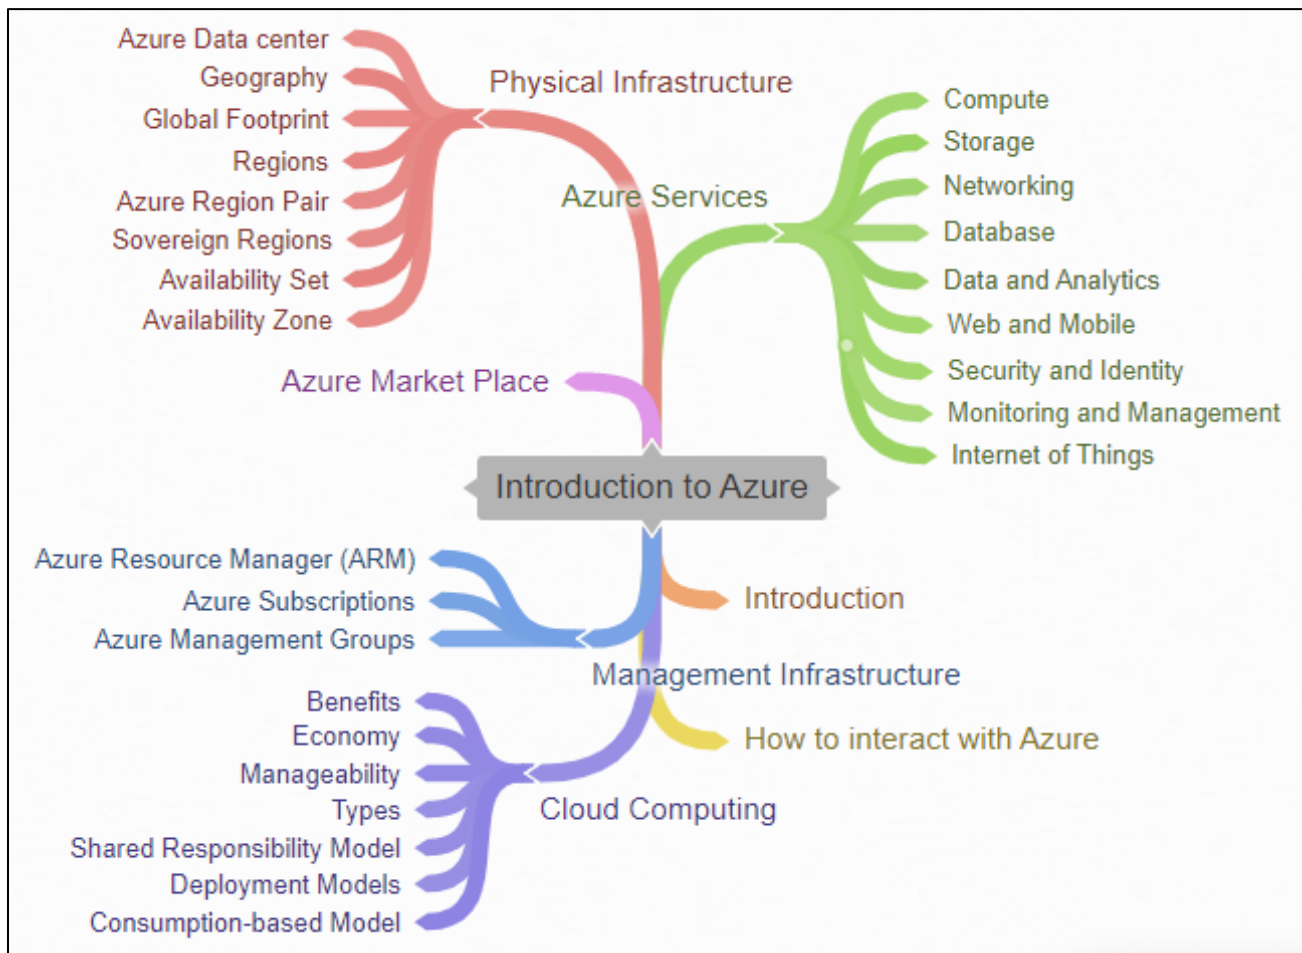 Azure Data center
Geography
Global Footprint
Regions
Azure Region Pair
Sovereign Regions
Availability Set
Availability Zone
Physical Infrastructure
Azure Services
Compute
Storage
Networking
Database
Data and Analytics
Web and Mobile
Security and Identity
Monitoring and Management
Internet of Things
Azure Market Place
Introduction to Azure
Azure Resource Manager (ARM)
Azure Subscriptions
Azure Management Groups
Introduction
Management Infrastructure
How to interact with Azure
Benefits
Economy
Manageability
Types
Shared Responsibility Model
Deployment Models
Consumption-based Model
Cloud Computing